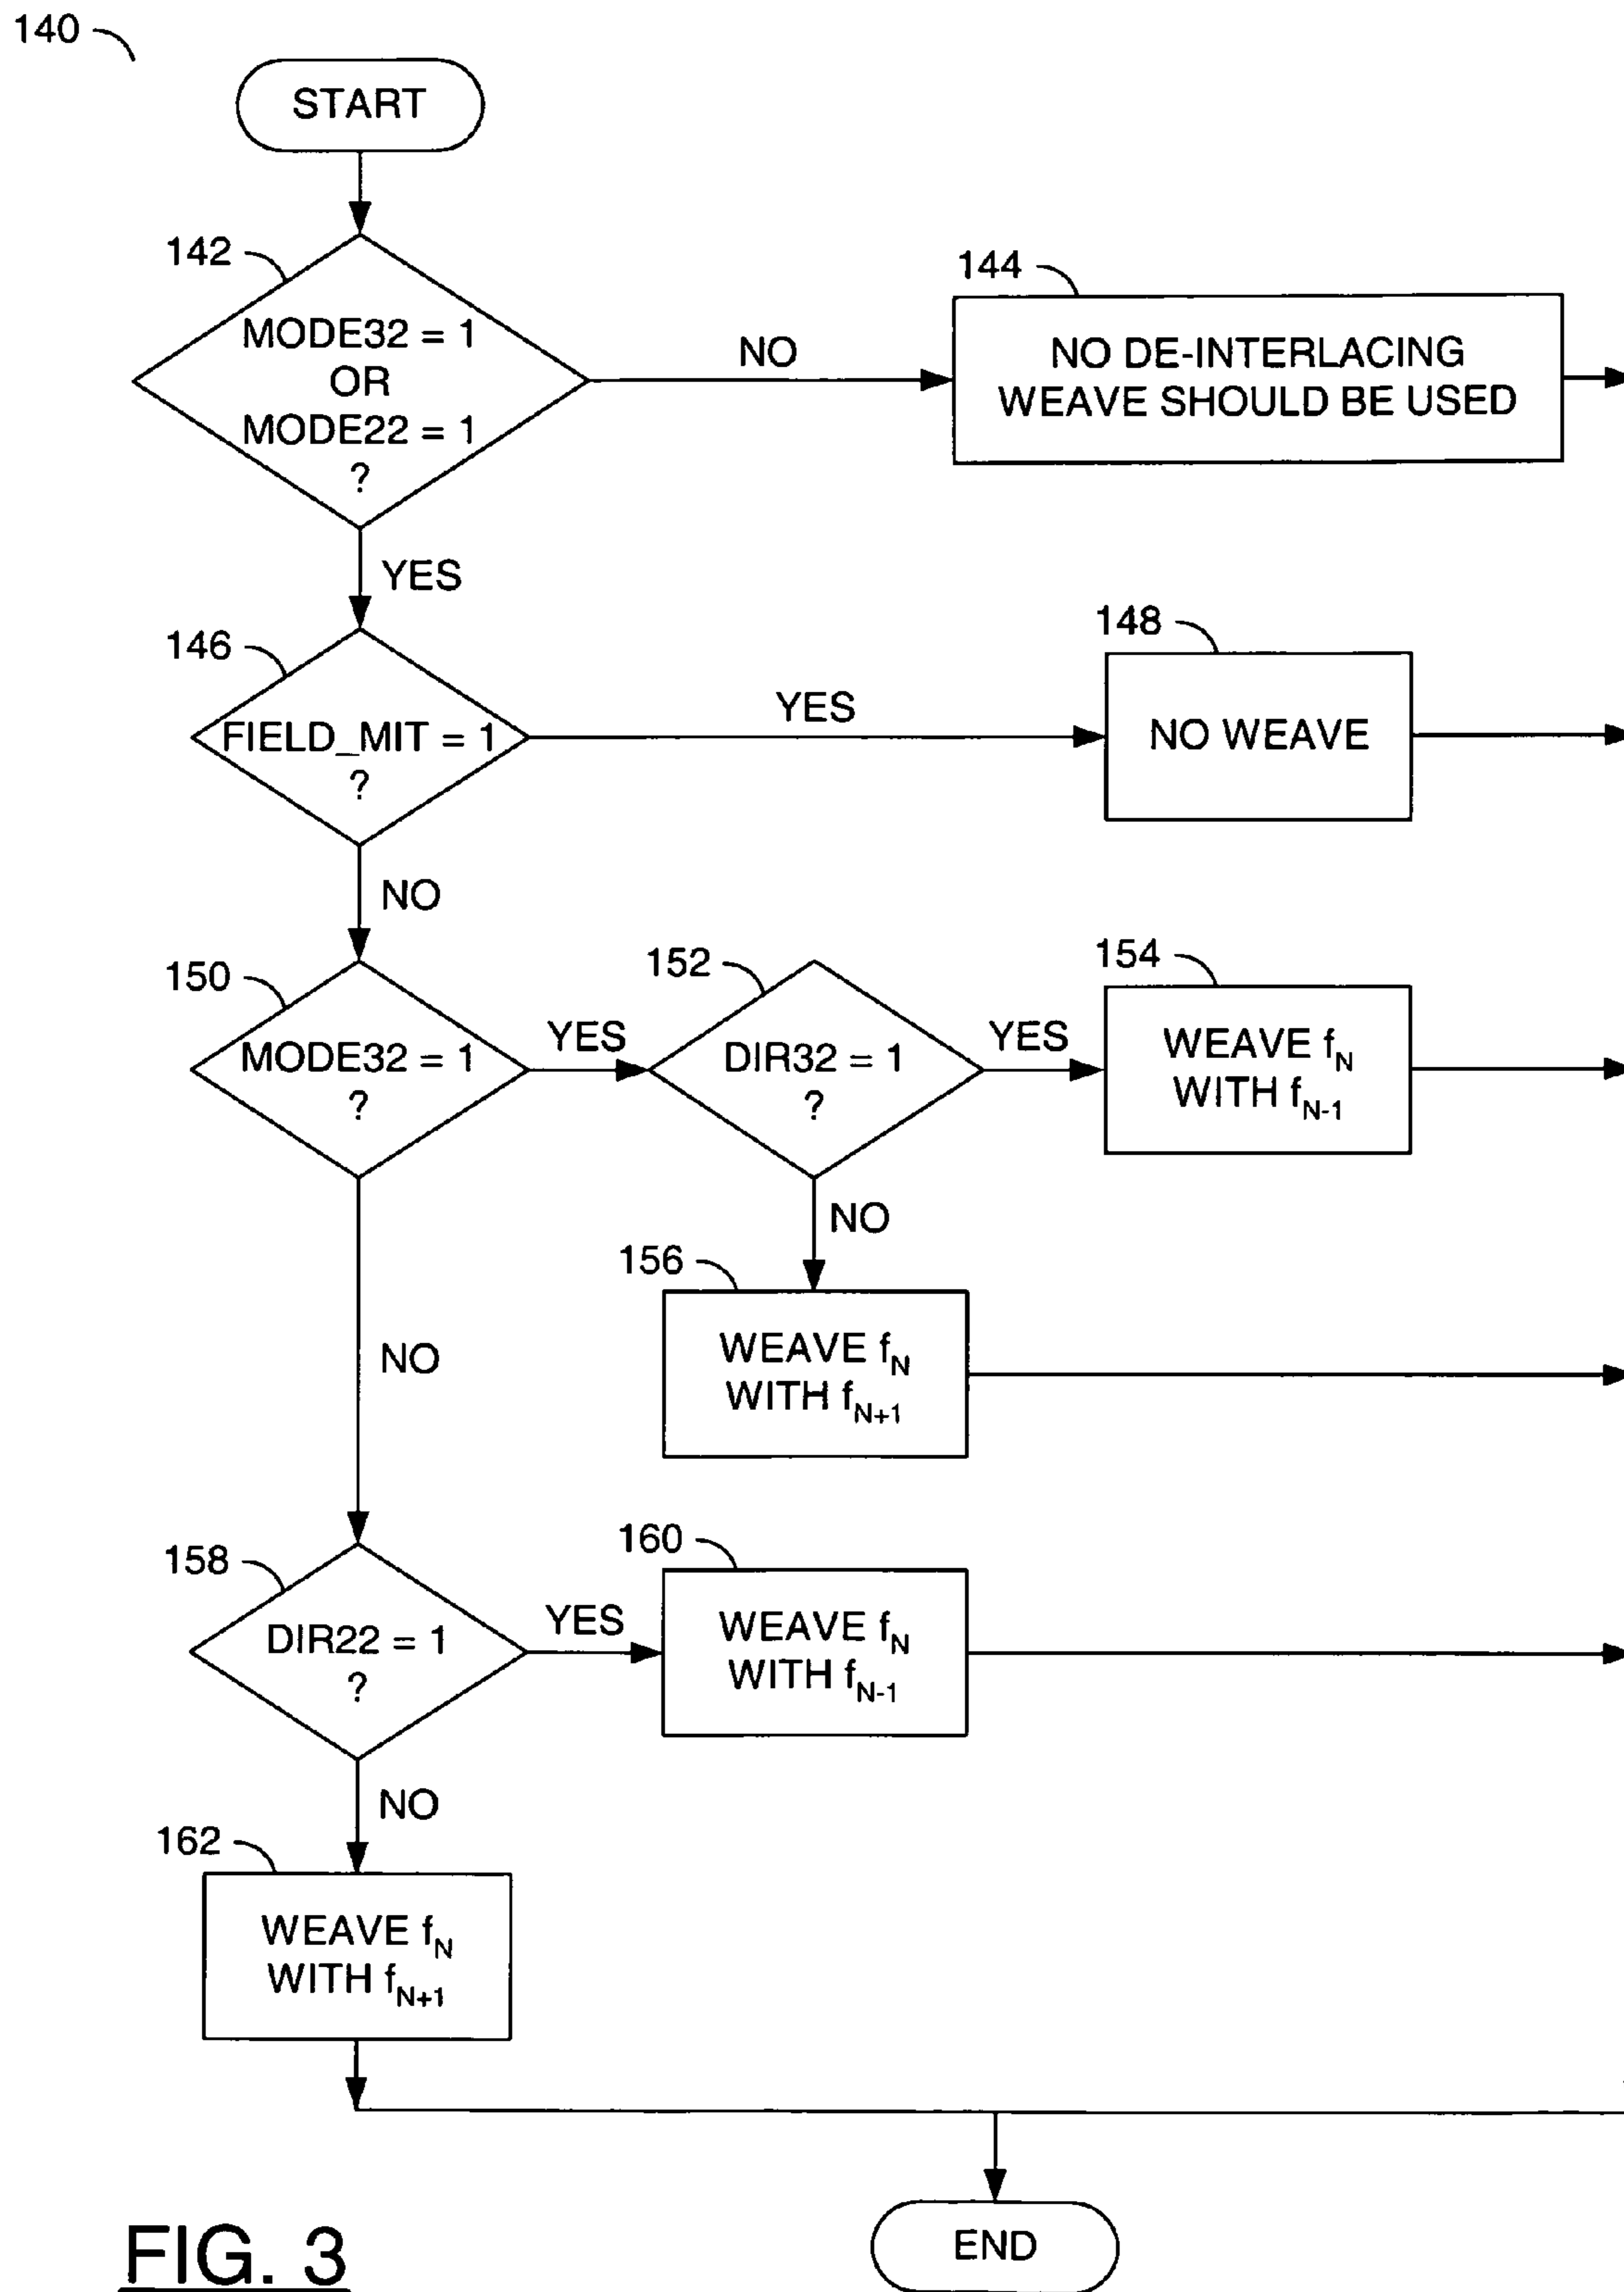 140
START
142
MODE32 = 1
OR
MODE22 = 1
?
NO
144
NO DE-INTERLACING
WEAVE SHOULD BE USED
YES
146
FIELD_MIT = 1
?
YES
148
NO WEAVE
NO
150
MODE32 = 1
?
YES
152
DIR32 = 1
?
YES
154
WEAVE fN
WITH fN-1
NO
156
WEAVE fN
WITH fN+1
NO
158
DIR22 = 1
?
YES
160
WEAVE fN
WITH fN-1
NO
162
WEAVE fN
WITH fN+1
END
FIG. 3